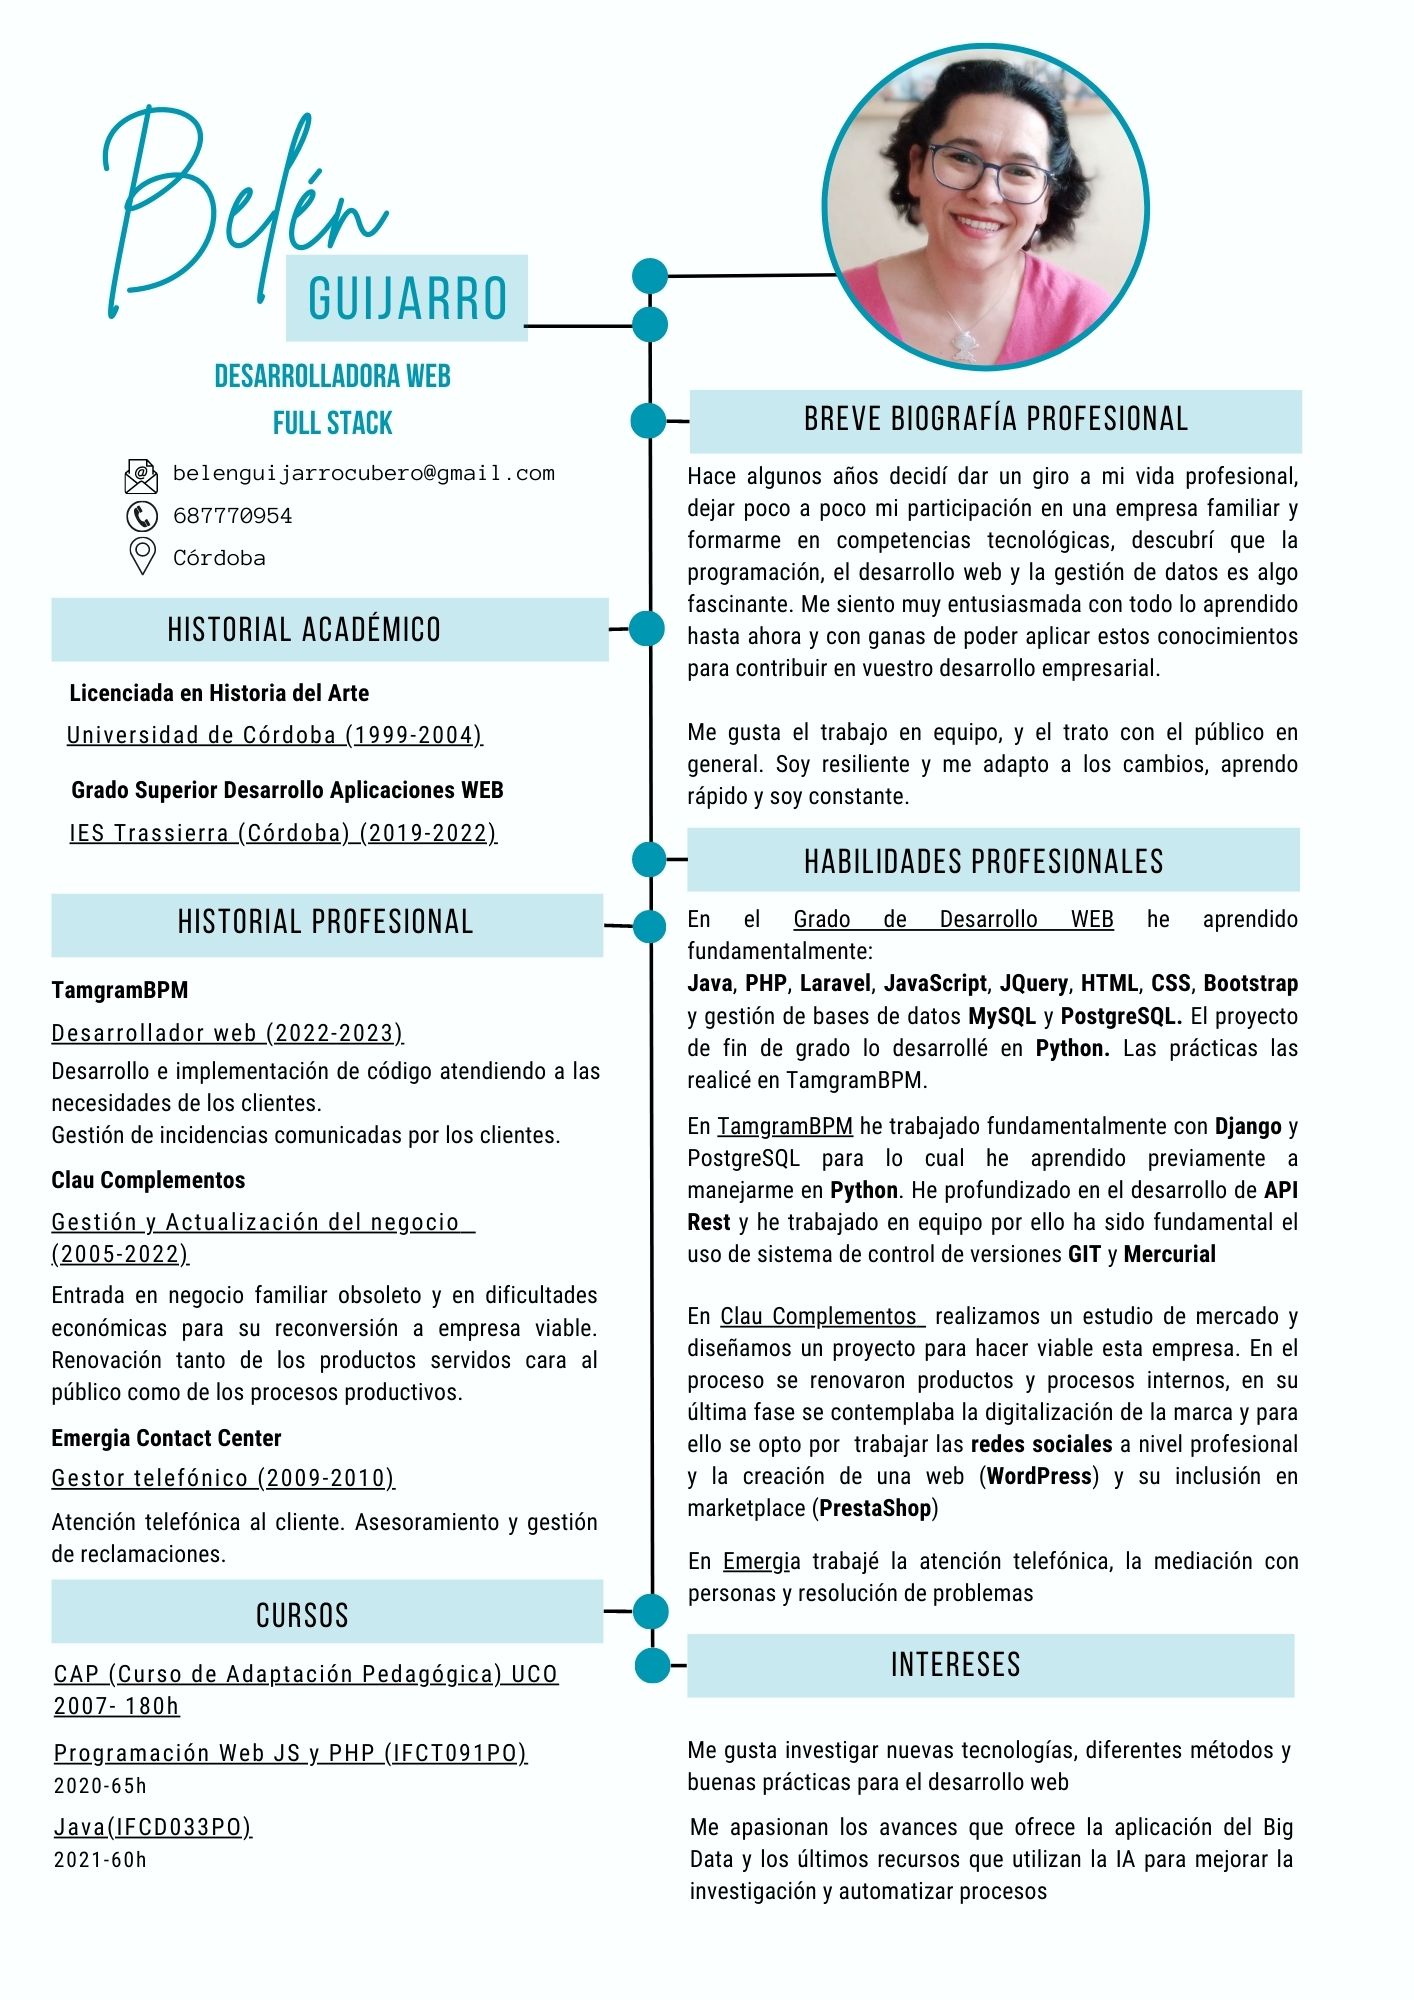 Belén
GUIJARRO
DESARROLLADORA WEB
FULL STACK
belenguijarrocubero@gmail.com
687770954
Córdoba
HISTORIAL ACADÉMICO
Licenciada en Historia del Arte
Universidad de Córdoba (1999-2004)
Grado Superior Desarrollo Aplicaciones WEB
IES Trassierra (Córdoba) (2019-2022)
HISTORIAL PROFESIONAL
TamgramBPM
Desarrollador web (2022-2023)
Desarrollo e implementación de código atendiendo a las
necesidades de los clientes.
Gestión de incidencias comunicadas por los clientes.
Clau Complementos
Gestión y Actualización del negocio
(2005-2022)
Entrada en negocio familiar obsoleto y en dificultades
económicas para su reconversión a empresa viable.
Renovación tanto de los productos servidos cara al
público como de los procesos productivos.
Emergia Contact Center
Gestor telefónico (2009-2010)
Atención telefónica al cliente. Asesoramiento y gestión
de reclamaciones.
CURSOS
CAP (Curso de Adaptación Pedagógica) UCO
2007- 180h
Programación Web JS y PHP (IFCT091PO)
2020-65h
Java(IFCD033PO)
2021-60h
BREVE BIOGRAFÍA PROFESIONAL
Hace algunos años decidí dar un giro a mi vida profesional,
dejar poco a poco mi participación en una empresa familiar y
formarme en competencias tecnológicas, descubrí que la
programación, el desarrollo web y la gestión de datos es algo
fascinante. Me siento muy entusiasmada con todo lo aprendido
hasta ahora y con ganas de poder aplicar estos conocimientos
para contribuir en vuestro desarrollo empresarial.
Me gusta el trabajo en equipo, y el trato con el público en
general. Soy resiliente y me adapto a los cambios, aprendo
rápido y soy constante.
HABILIDADES PROFESIONALES
En el Grado de Desarrollo WEB he aprendido
fundamentalmente:
Java, PHP, Laravel, JavaScript, JQuery, HTML, CSS, Bootstrap
y gestión de bases de datos MySQL y PostgreSQL. El proyecto
de fin de grado lo desarrollé en Python. Las prácticas las
realicé en TamgramBPM.
En TamgramBPM he trabajado fundamentalmente con Django y
PostgreSQL para lo cual he aprendido previamente a
manejarme en Python. He profundizado en el desarrollo de API
Rest y he trabajado en equipo por ello ha sido fundamental el
uso de sistema de control de versiones GIT y Mercurial
En Clau Complementos realizamos un estudio de mercado y
diseñamos un proyecto para hacer viable esta empresa. En el
proceso se renovaron productos y procesos internos, en su
última fase se contemplaba la digitalización de la marca y para
ello se opto por trabajar las redes sociales a nivel profesional
y la creación de una web (WordPress) y su inclusión en
marketplace (PrestaShop)
En Emergia trabajé la atención telefónica, la mediación con
personas y resolución de problemas
INTERESES
Me gusta investigar nuevas tecnologías, diferentes métodos y
buenas prácticas para el desarrollo web
Me apasionan los avances que ofrece la aplicación del Big
Data y los últimos recursos que utilizan la IA para mejorar la
investigación y automatizar procesos